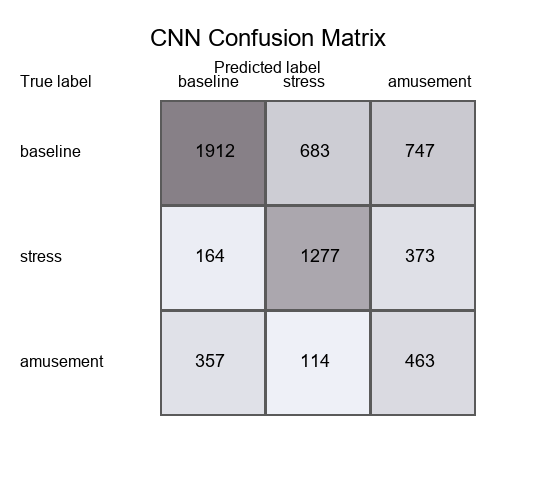 CNN Confusion Matrix
Predicted label
True label baseline stress amusement
baseline 1912 683 747
stress 164 1277 373
amusement 357 114 463